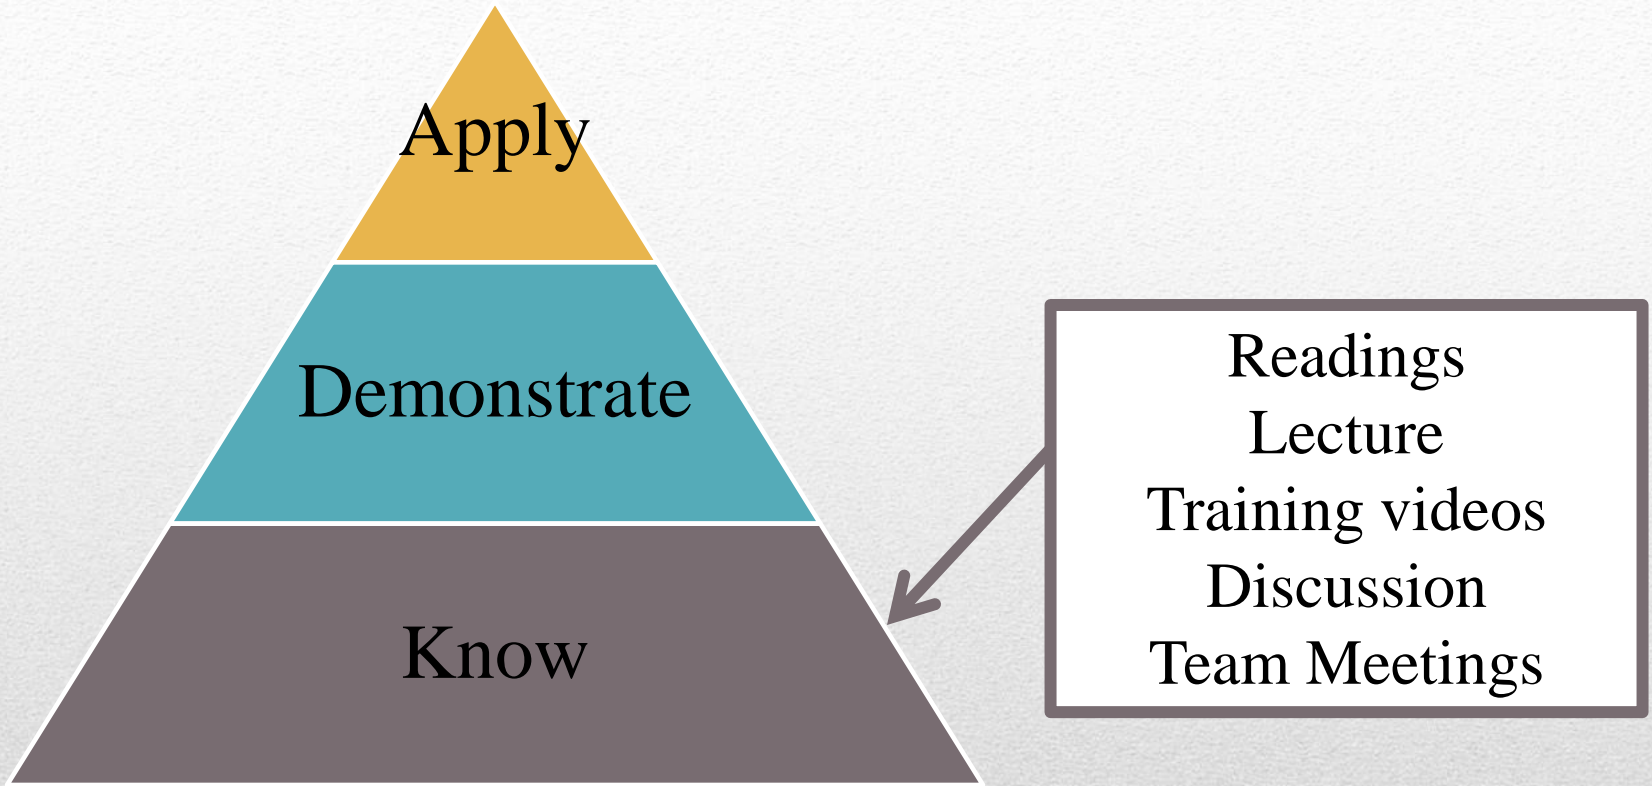 Apply
Demonstrate
Know
Readings
Lecture
Training videos
Discussion
Team Meetings